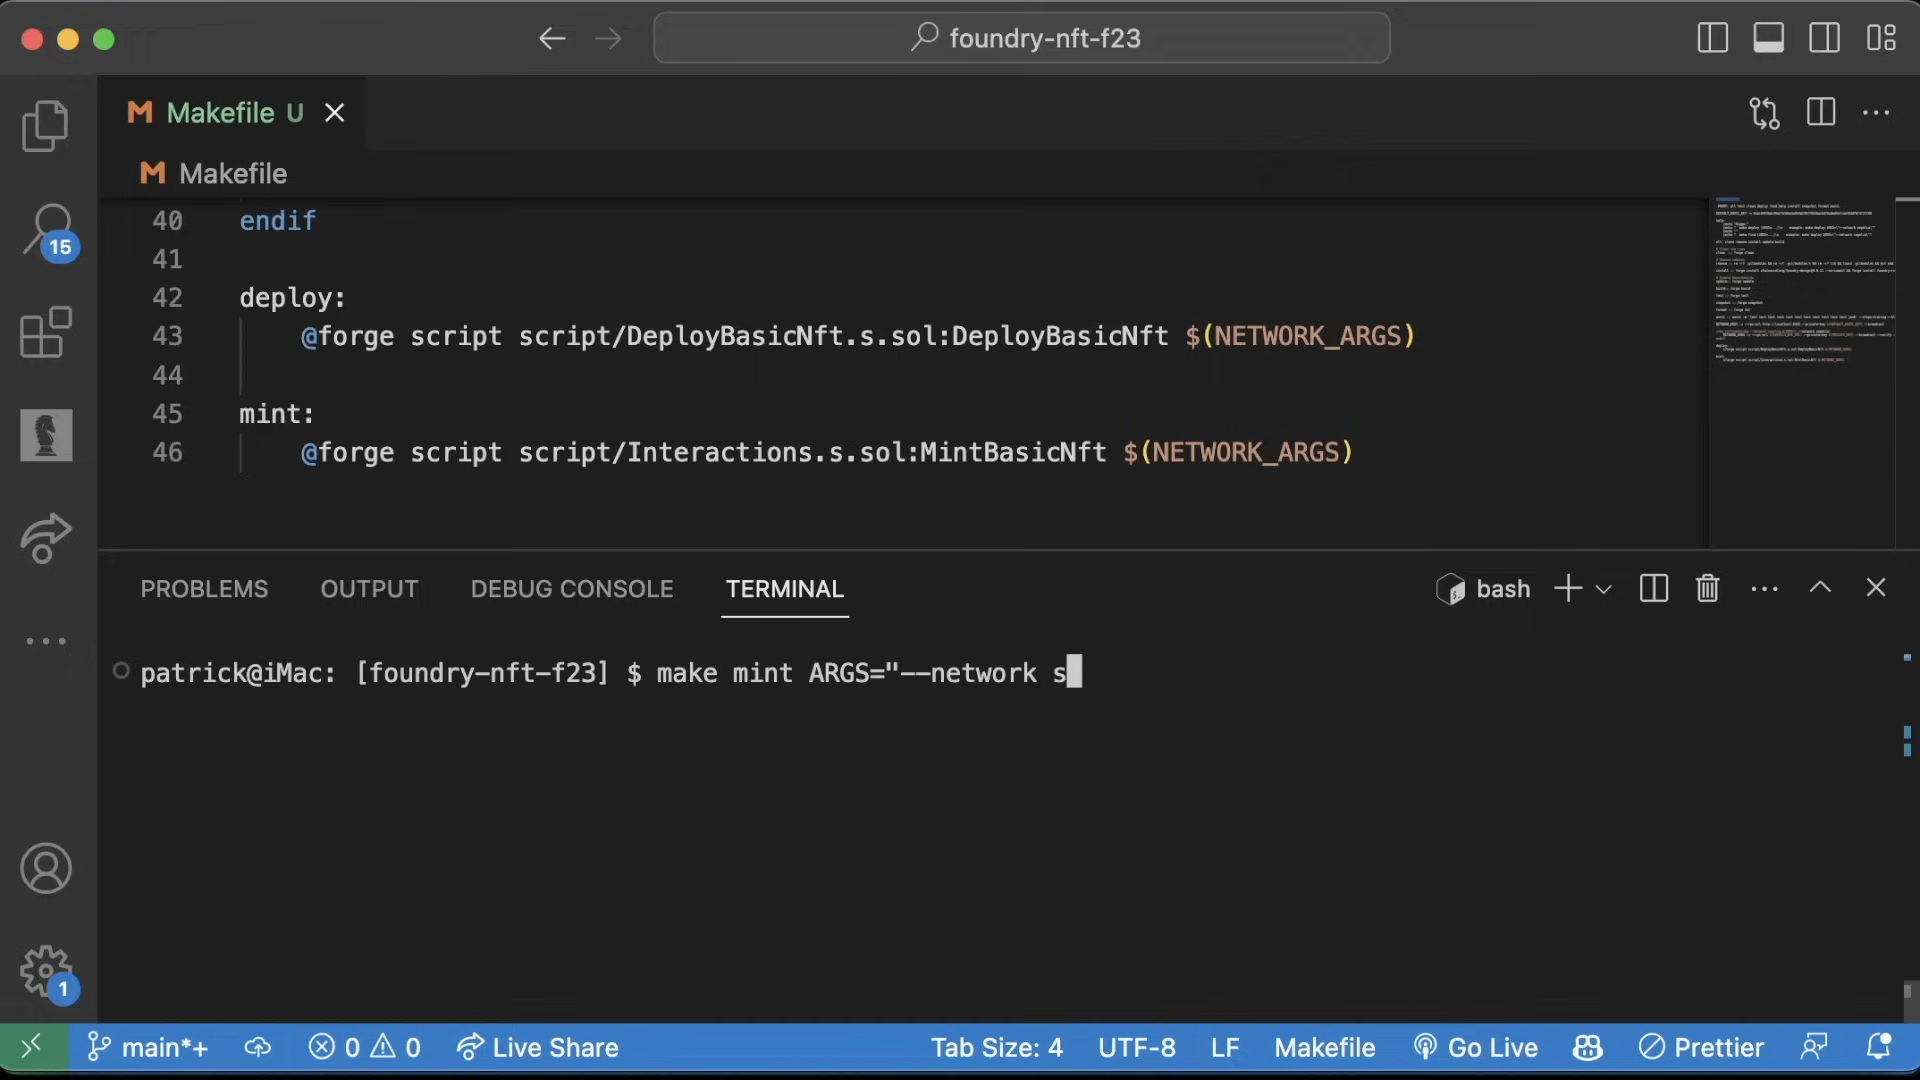 foundry-nft-f23
Makefile U
Makefile
40 endif
41
42 deploy:
43 @forge script script/DeployBasicNft.s.sol:DeployBasicNft $(NETWORK_ARGS)
44
45 mint:
46 @forge script script/Interactions.s.sol:MintBasicNft $(NETWORK_ARGS)
15
PROBLEMS OUTPUT DEBUG CONSOLE TERMINAL bash
patrick@iMac: [foundry-nft-f23] $ make mint ARGS="--network s
1
main*+ 0 0 Live Share Tab Size: 4 UTF-8 LF Makefile Go Live Prettier